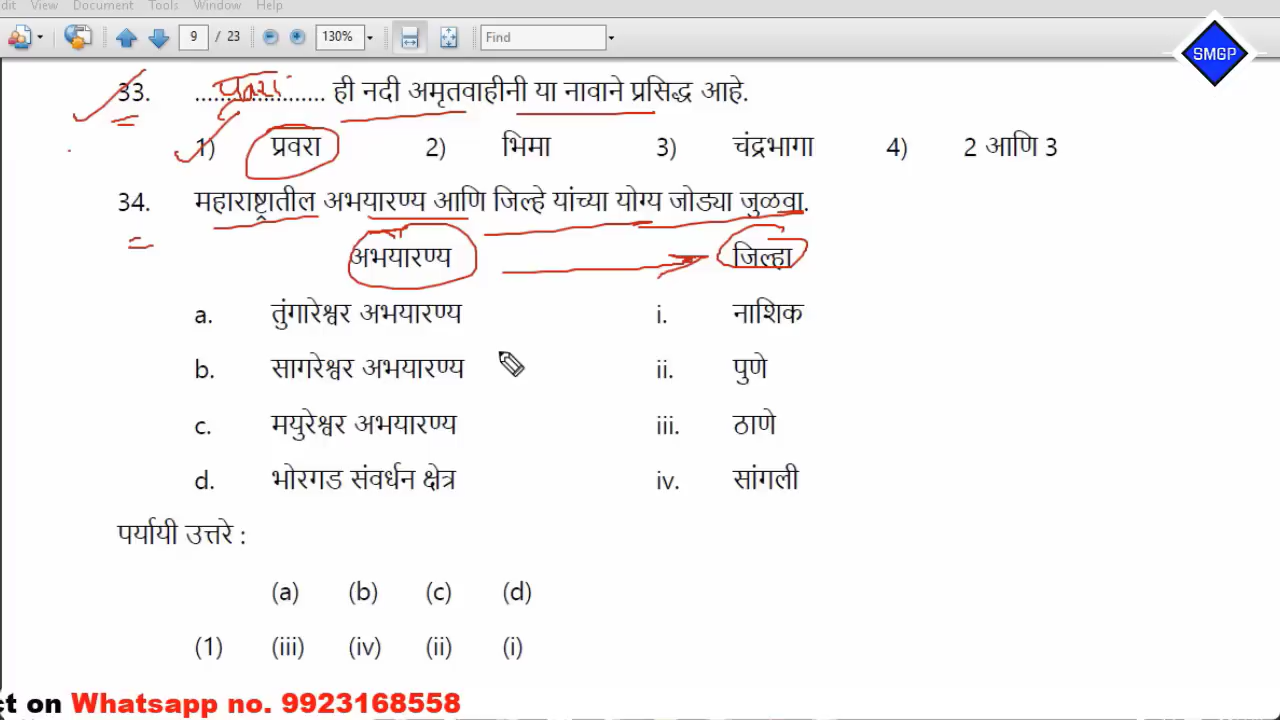 dit View Document Tools Window Help
9 / 23 130% Find
SMGP
प्रवरा
33. ...................... ही नदी अमृतवाहीनी या नावाने प्रसिद्ध आहे.
1) प्रवरा 2) भिमा 3) चंद्रभागा 4) 2 आणि 3
34. महाराष्ट्रातील अभयारण्य आणि जिल्हे यांच्या योग्य जोड्या जुळवा.
अभयारण्य जिल्हा
a. तुंगारेश्वर अभयारण्य i. नाशिक
b. सागरेश्वर अभयारण्य ii. पुणे
c. मयुरेश्वर अभयारण्य iii. ठाणे
d. भोरगड संवर्धन क्षेत्र iv. सांगली
पर्यायी उत्तरे :
(a) (b) (c) (d)
(1) (iii) (iv) (ii) (i)
ct on Whatsapp no. 9923168558